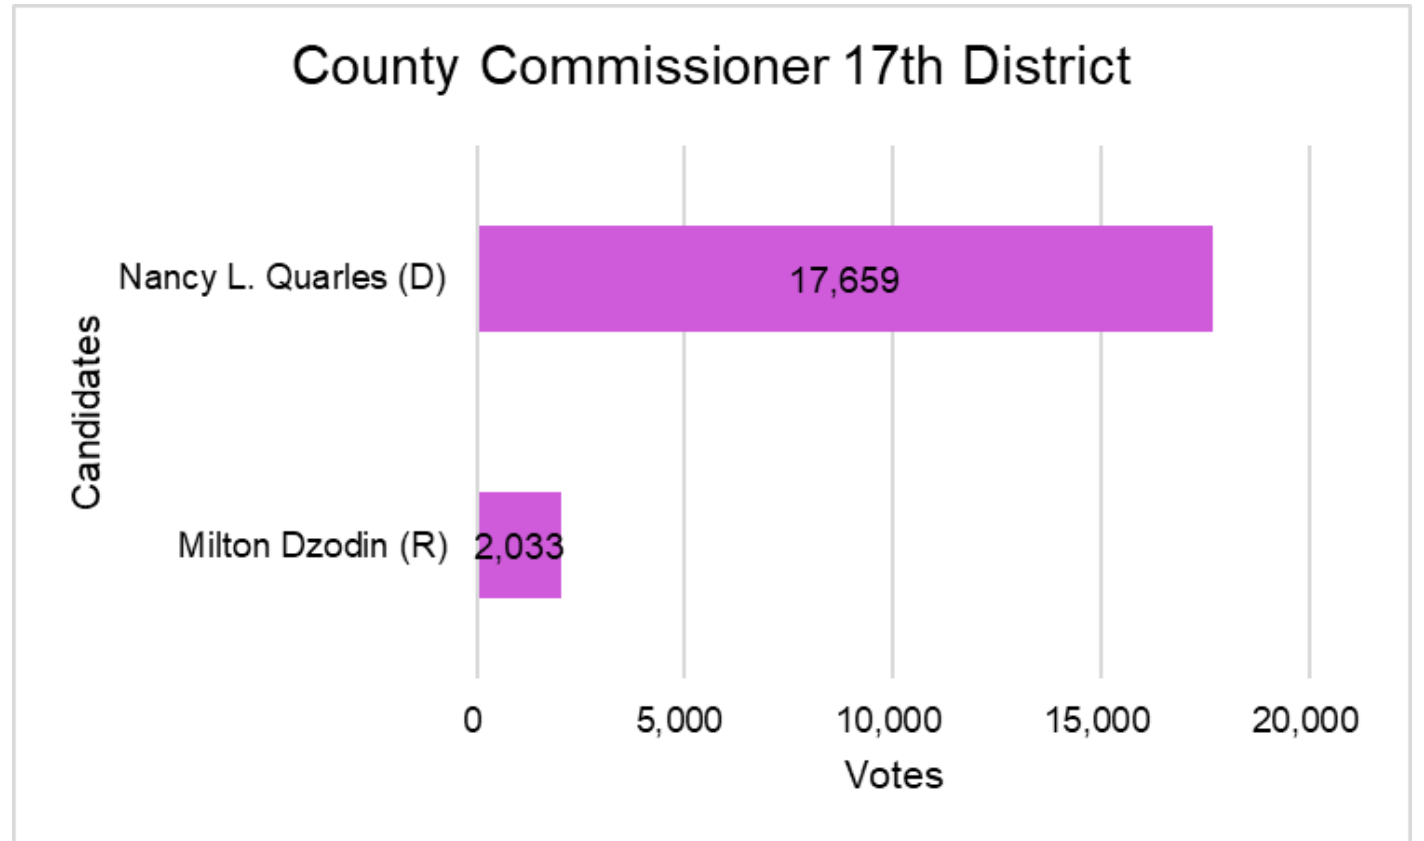 County Commissioner 17th District
Candidates
Nancy L. Quarles (D)
17,659
Milton Dzodin (R)
2,033
0 5,000 10,000 15,000 20,000
Votes